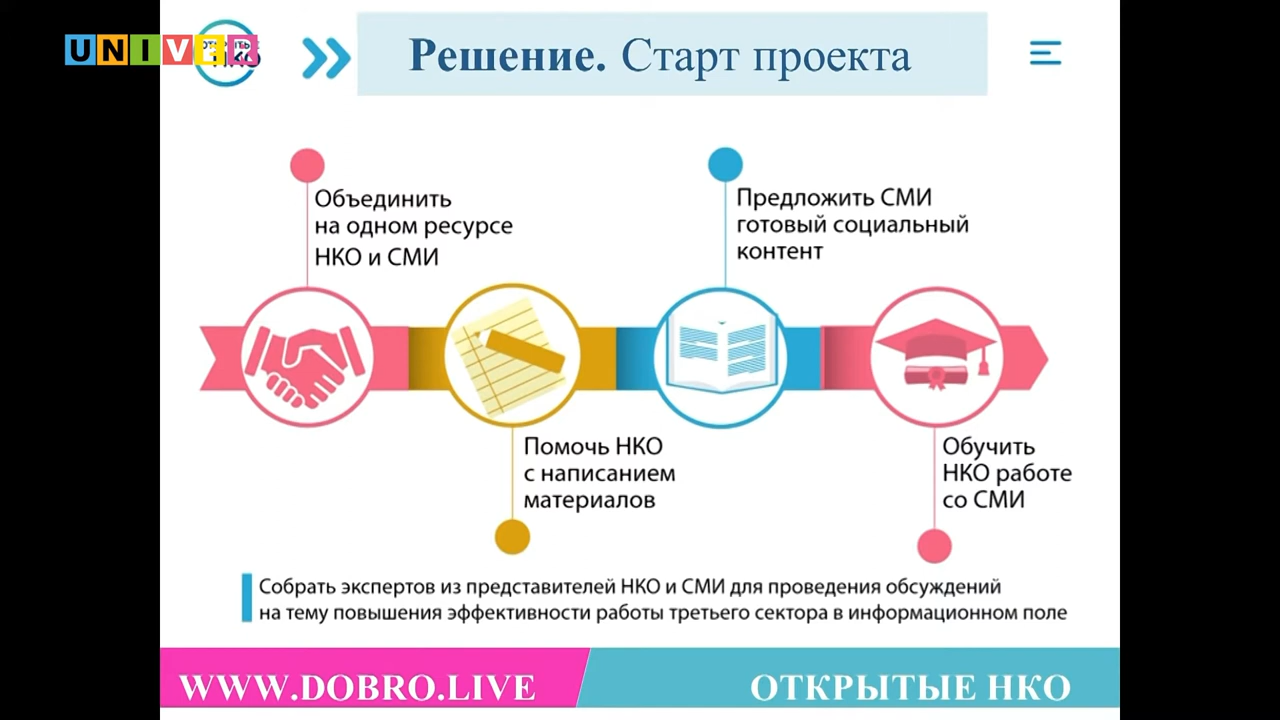 UNIVER
НКО
Решение. Старт проекта
Объединить
на одном ресурсе
НКО и СМИ
Предложить СМИ
готовый социальный
контент
Помочь НКО
с написанием
материалов
Обучить
НКО работе
со СМИ
Собрать экспертов из представителей НКО и СМИ для проведения обсуждений
на тему повышения эффективности работы третьего сектора в информационном поле
WWW.DOBRO.LIVE
ОТКРЫТЫЕ НКО